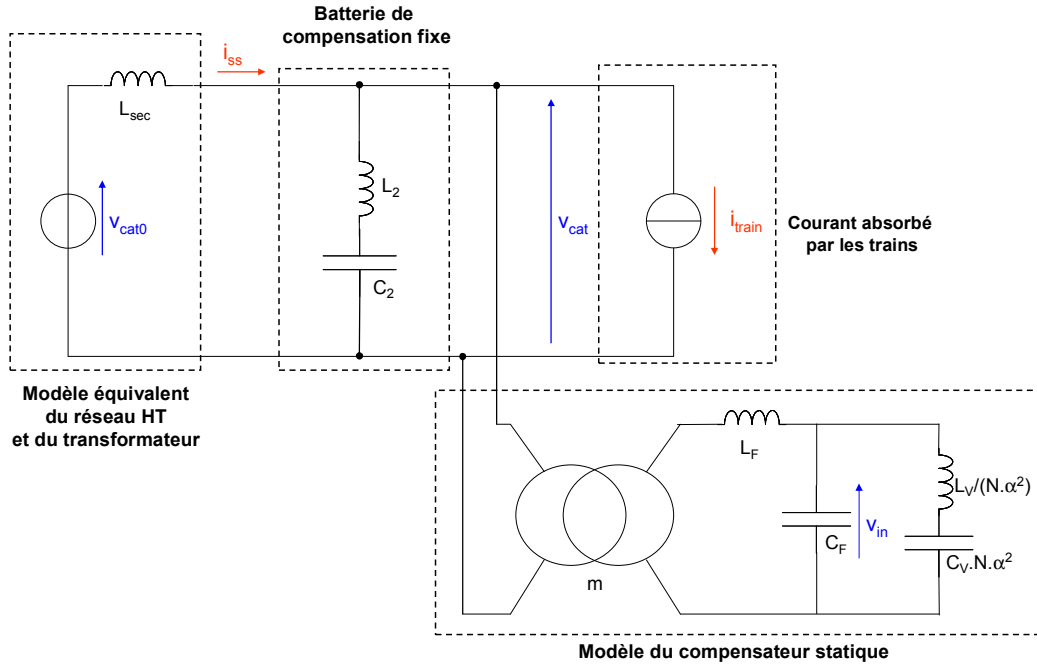 Batterie de
compensation fixe
i_ss
L_sec
v_cat0
L_2
C_2
v_cat
i_train
Courant absorbé
par les trains
Modèle équivalent
du réseau HT
et du transformateur
L_F
L_V/(N.α²)
v_in
C_F
C_V.N.α²
m
Modèle du compensateur statique